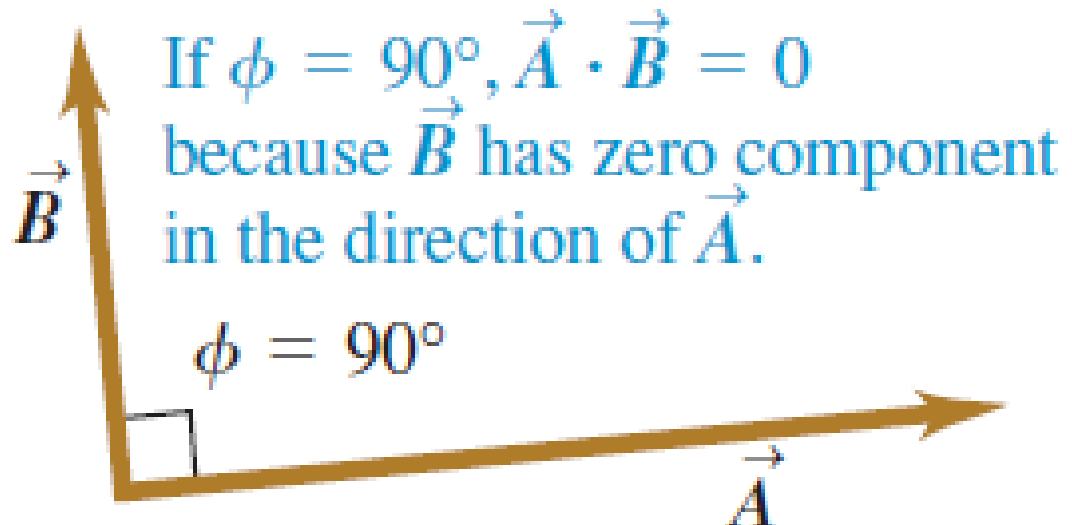 If ϕ = 90°, A⃗ · B⃗ = 0
because B⃗ has zero component
in the direction of A⃗.
B⃗
ϕ = 90°
A⃗